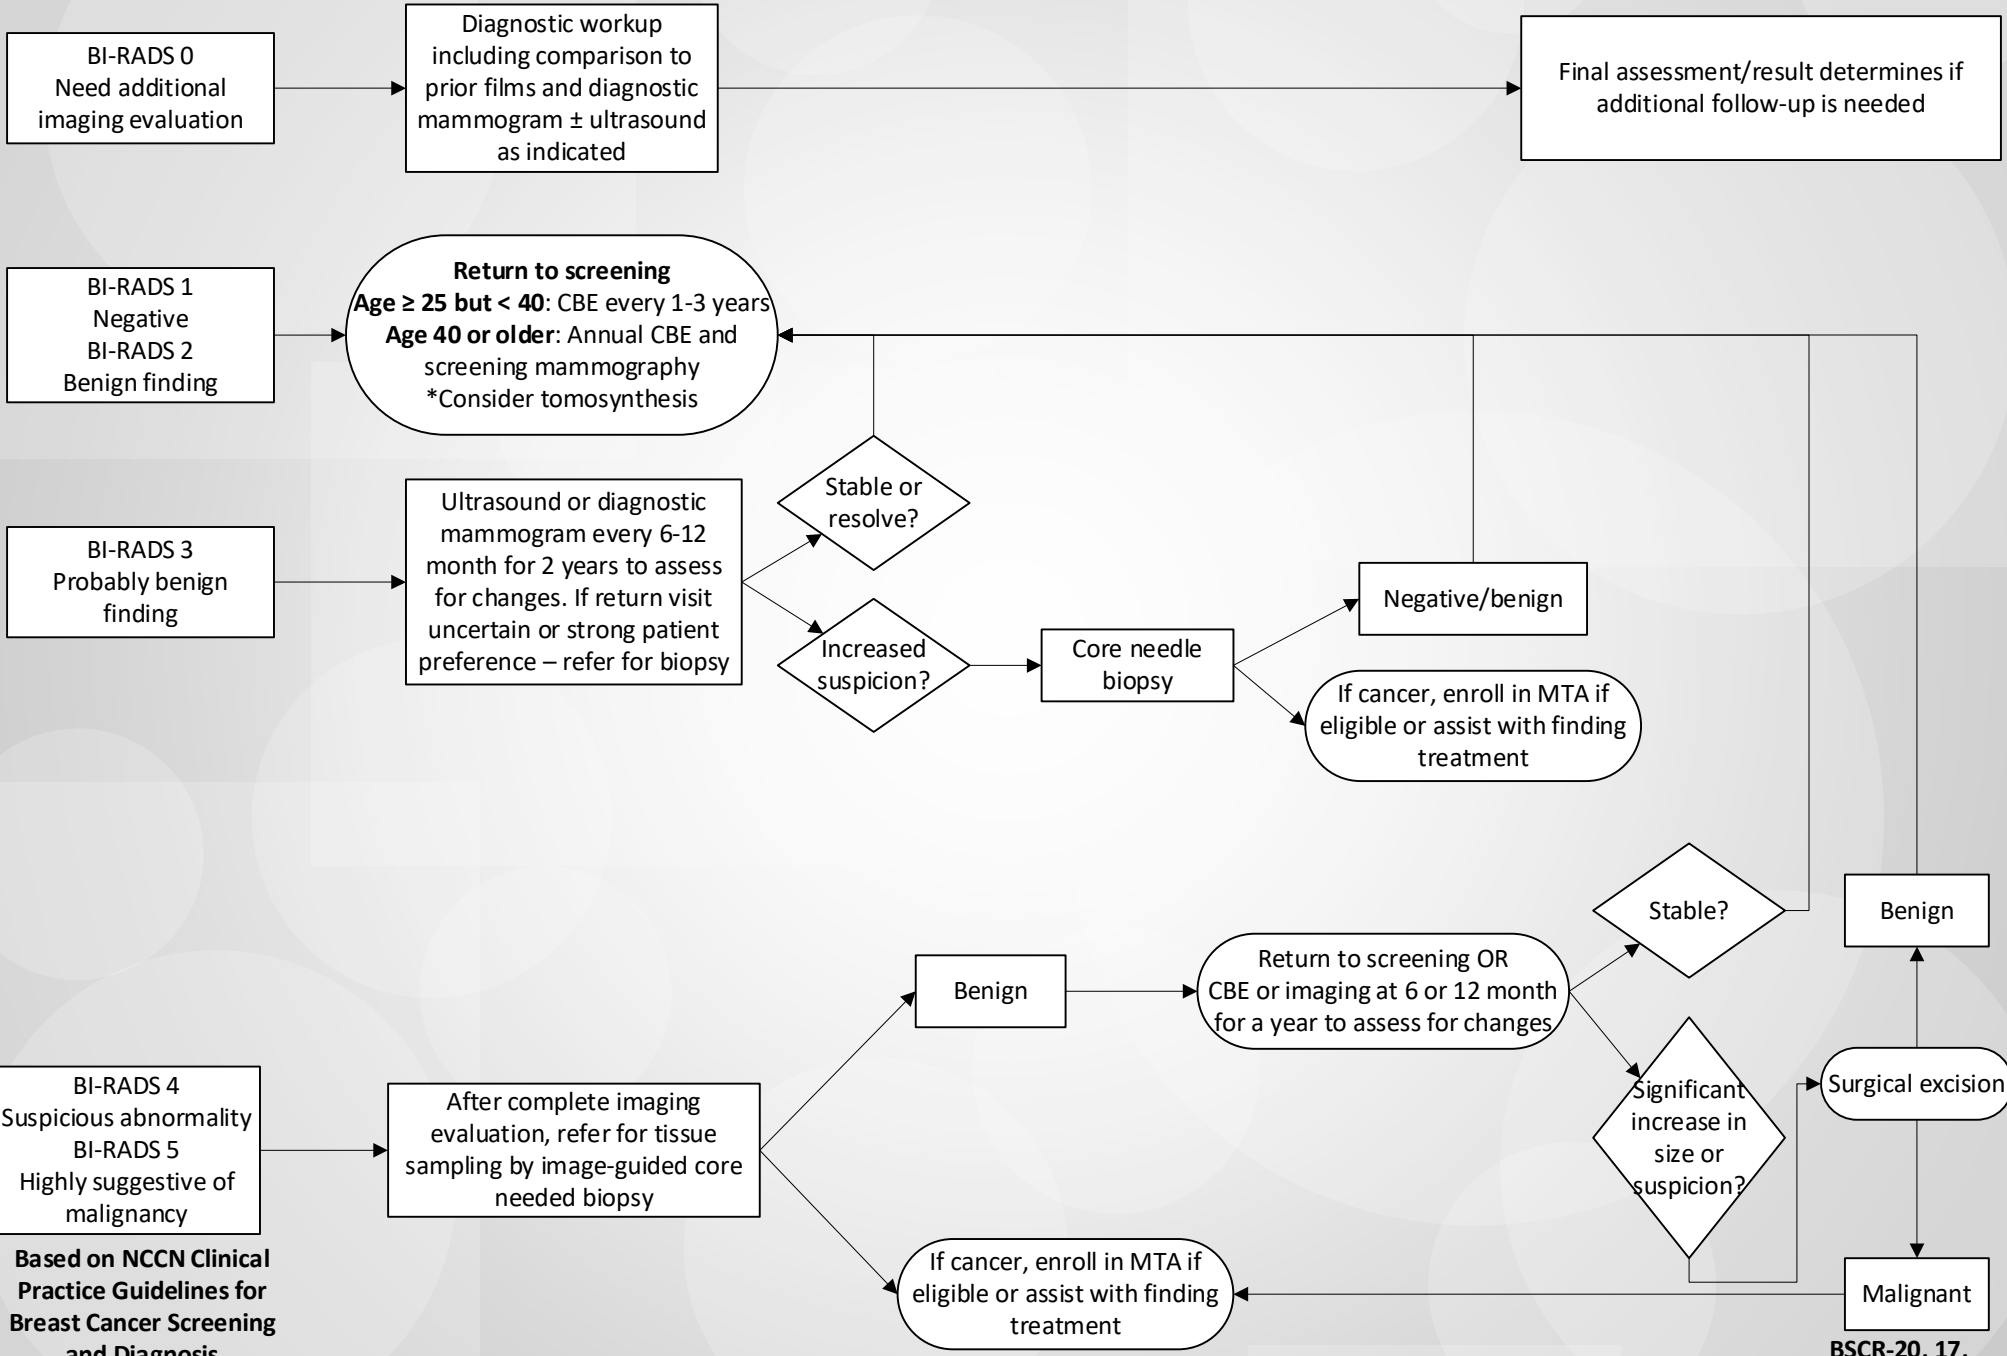 BI-RADS 0
Need additional
imaging evaluation
Diagnostic workup
including comparison to
prior films and diagnostic
mammogram ± ultrasound
as indicated
Final assessment/result determines if
additional follow-up is needed
BI-RADS 1
Negative
BI-RADS 2
Benign finding
Return to screening
Age ≥ 25 but < 40: CBE every 1-3 years
Age 40 or older: Annual CBE and
screening mammography
*Consider tomosynthesis
BI-RADS 3
Probably benign
finding
Ultrasound or diagnostic
mammogram every 6-12
month for 2 years to assess
for changes. If return visit
uncertain or strong patient
preference – refer for biopsy
Stable or
resolve?
Increased
suspicion?
Core needle
biopsy
Negative/benign
If cancer, enroll in MTA if
eligible or assist with finding
treatment
BI-RADS 4
Suspicious abnormality
BI-RADS 5
Highly suggestive of
malignancy
After complete imaging
evaluation, refer for tissue
sampling by image-guided core
needed biopsy
Benign
Return to screening OR
CBE or imaging at 6 or 12 month
for a year to assess for changes
Stable?
Significant
increase in
size or
suspicion?
Benign
Surgical excision
Malignant
If cancer, enroll in MTA if
eligible or assist with finding
treatment
Based on NCCN Clinical
Practice Guidelines for
Breast Cancer Screening
and Diagnosis
BSCR-20, 17,